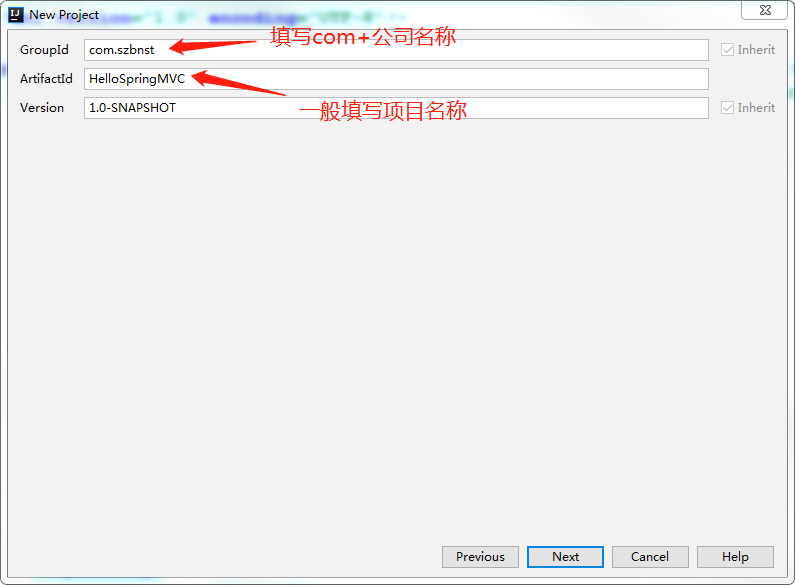 New Project
填写com+公司名称
GroupId com.szbnst Inherit
ArtifactId HelloSpringMVC
一般填写项目名称
Version 1.0-SNAPSHOT Inherit
Previous Next Cancel Help